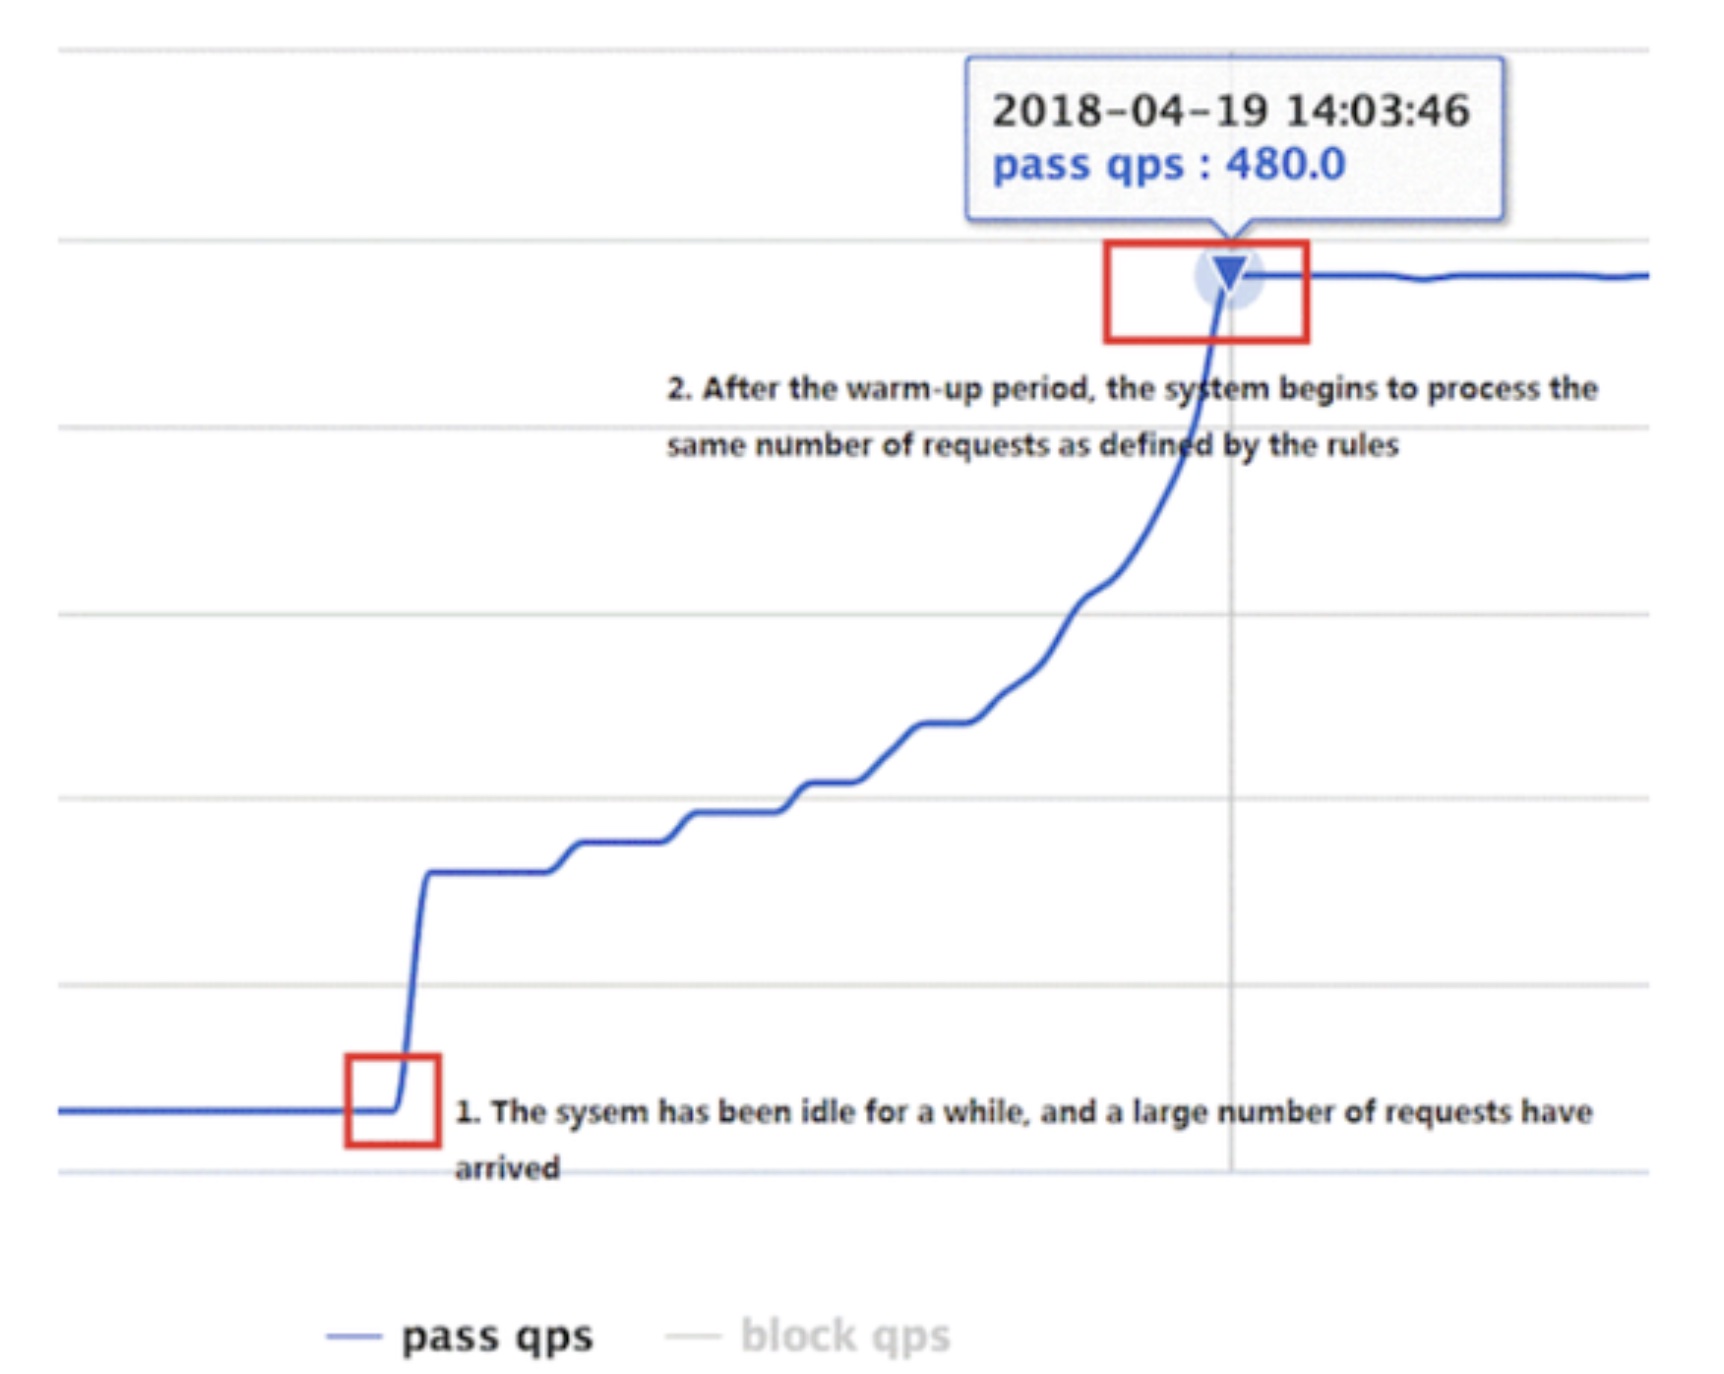 2018-04-19 14:03:46
pass qps : 480.0
2. After the warm-up period, the system begins to process the
same number of requests as defined by the rules
1. The sysem has been idle for a while, and a large number of requests have
arrived
pass qps
block qps